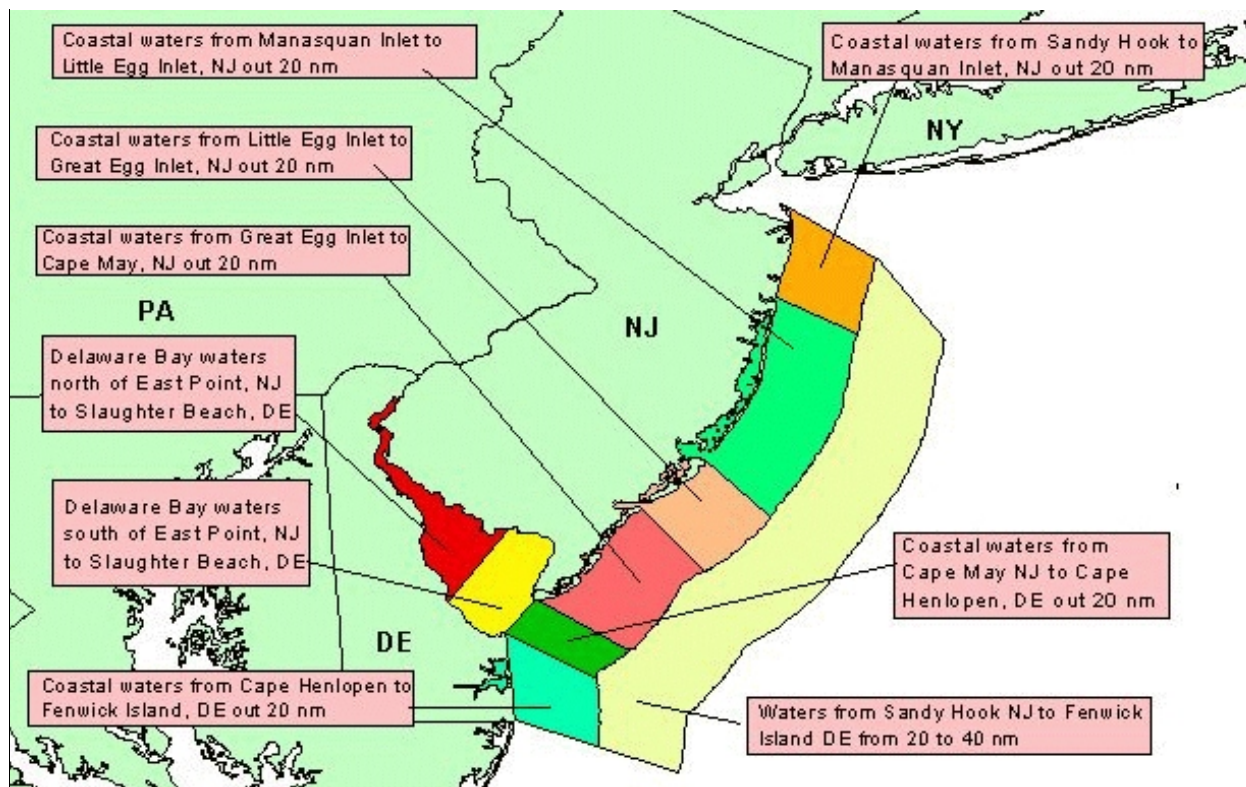 Coastal waters from Manasquan Inlet to
Little Egg Inlet, NJ out 20 nm
Coastal waters from Sandy Hook to
Manasquan Inlet, NJ out 20 nm
NY
Coastal waters from Little Egg Inlet to
Great Egg Inlet, NJ out 20 nm
Coastal waters from Great Egg Inlet to
Cape May, NJ out 20 nm
PA
NJ
Delaware Bay waters
north of East Point, NJ
to Slaughter Beach, DE
Delaware Bay waters
south of East Point, NJ
to Slaughter Beach, DE
Coastal waters from
Cape May NJ to Cape
Henlopen, DE out 20 nm
DE
Coastal waters from Cape Henlopen to
Fenwick Island, DE out 20 nm
Waters from Sandy Hook NJ to Fenwick
Island DE from 20 to 40 nm